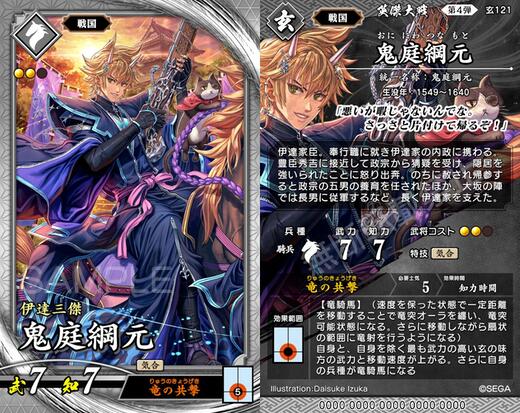 戦国
伊達三傑
鬼庭綱元
気合
武7 知7
りゅうのきょうげき
竜の共撃
6
SAMPLE
玄
戦国
英傑大戦 第4弾 玄121
おに にわ つな もと
鬼庭綱元
統一名称：鬼庭綱元
生没年 1549〜1640
「悪いが暇じゃないんでな。
さっさと片付けて帰るぞ！」
伊達家臣。奉行職に就き伊達家の内政に携わる。
豊臣秀吉に接近して政宗から猜疑を受け、隠居
を強いられたことに怒り出奔。のちに赦され帰参す
ると政宗の五男の養育を任されたほか、大坂の陣
では長男に従軍するなど、長く伊達家を支えた。
兵種 武力 知力 武将コスト
騎兵 7 7 特技 気合
りゅうのきょうげき 必要士気 効果時間
竜の共撃 5 知力時間
効果範囲
【竜騎馬】（速度を保った状態で一定距離
を移動することで竜突オーラを纏い、竜突
可能状態になる。さらに移動しながら扇状
の範囲に竜射を行うようになる）
自身と、自身を除く最も武力の高い玄の味
方の武力と移動速度が上がる。さらに自身
の兵種が竜騎馬になる
Illustration:Daisuke Izuka ©SEGA
0000-0000-0000-0000-0000-0000